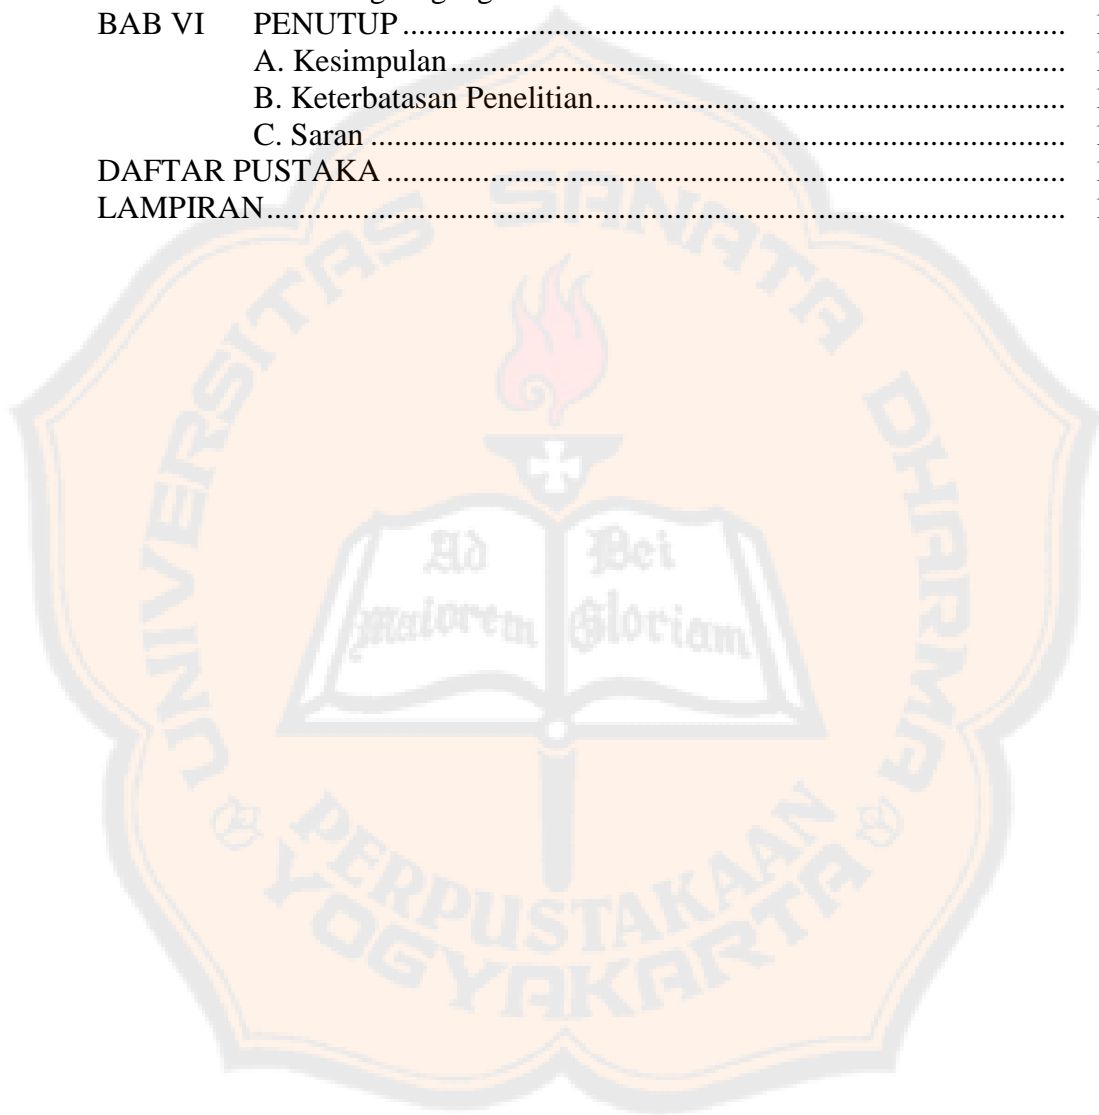 BAB VI PENUTUP ....................................................................................
A. Kesimpulan..............................................................................
B. Keterbatasan Penelitian...........................................................
C. Saran ........................................................................................
DAFTAR PUSTAKA ......................................................................................
LAMPIRAN.....................................................................................................
UNIVERSITAS SANATA DHARMA
Ad Dei
Maiorem Gloriam
PERPUSTAKAAN
YOGYAKARTA